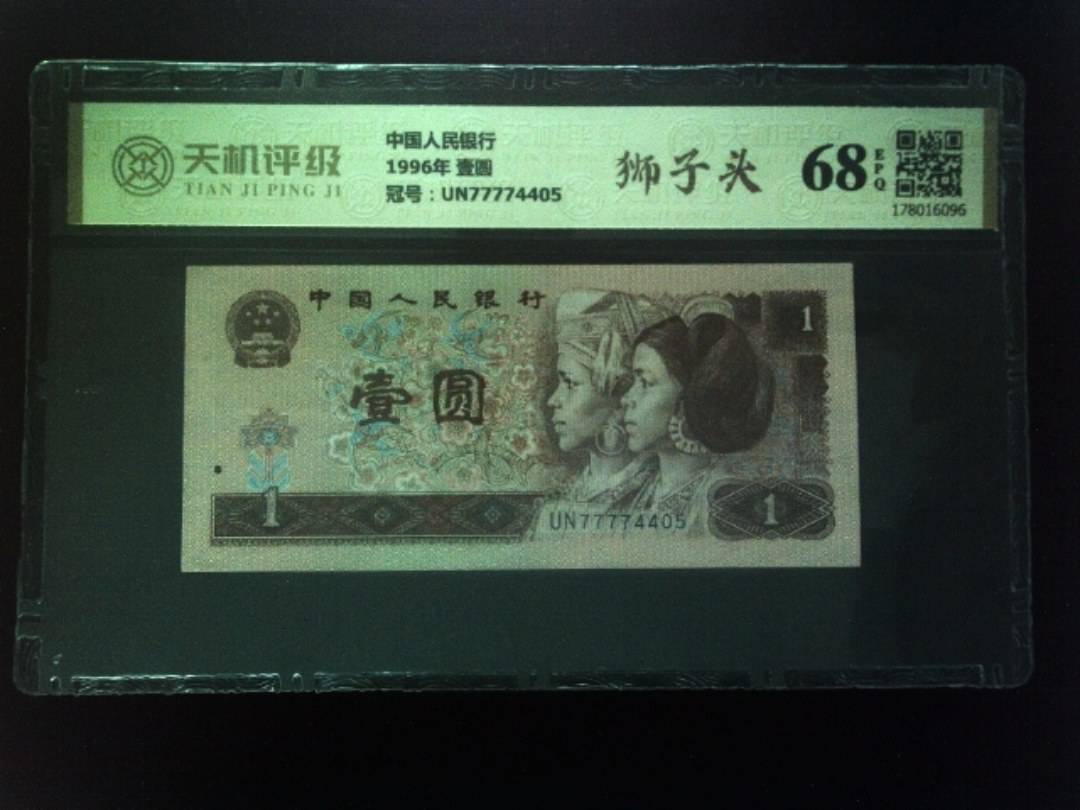 天机评级
TIAN JI PING JI
中国人民银行
1996年 壹圆
冠号：UN77774405
狮子头
68
EPQ
178016096
中国人民银行
1
壹圆
1
UN77774405
1